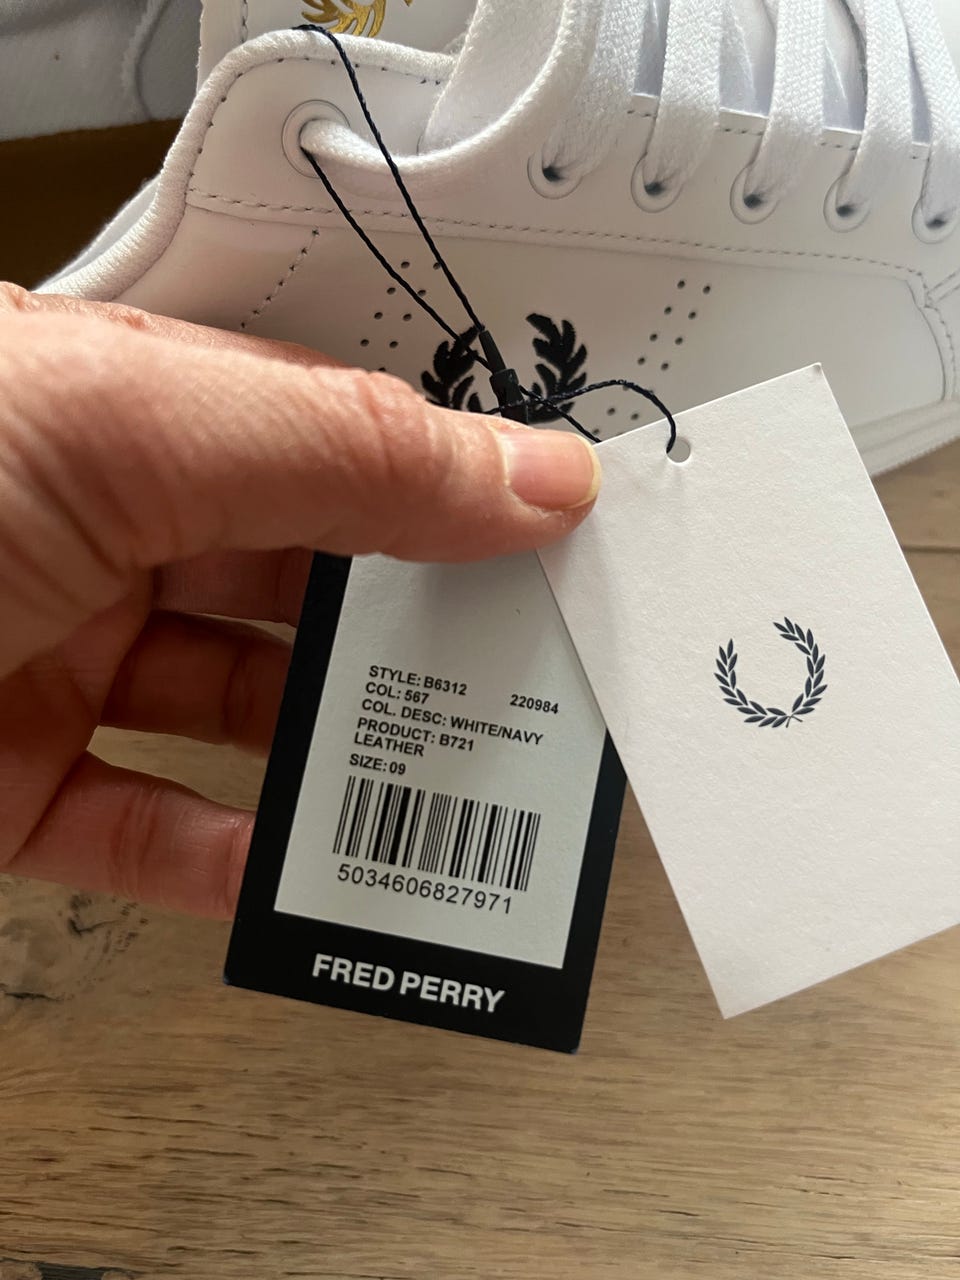 STYLE: B6312
COL: 567 220984
COL. DESC: WHITE/NAVY
PRODUCT: B721
LEATHER
SIZE: 09
5034606827971
FRED PERRY